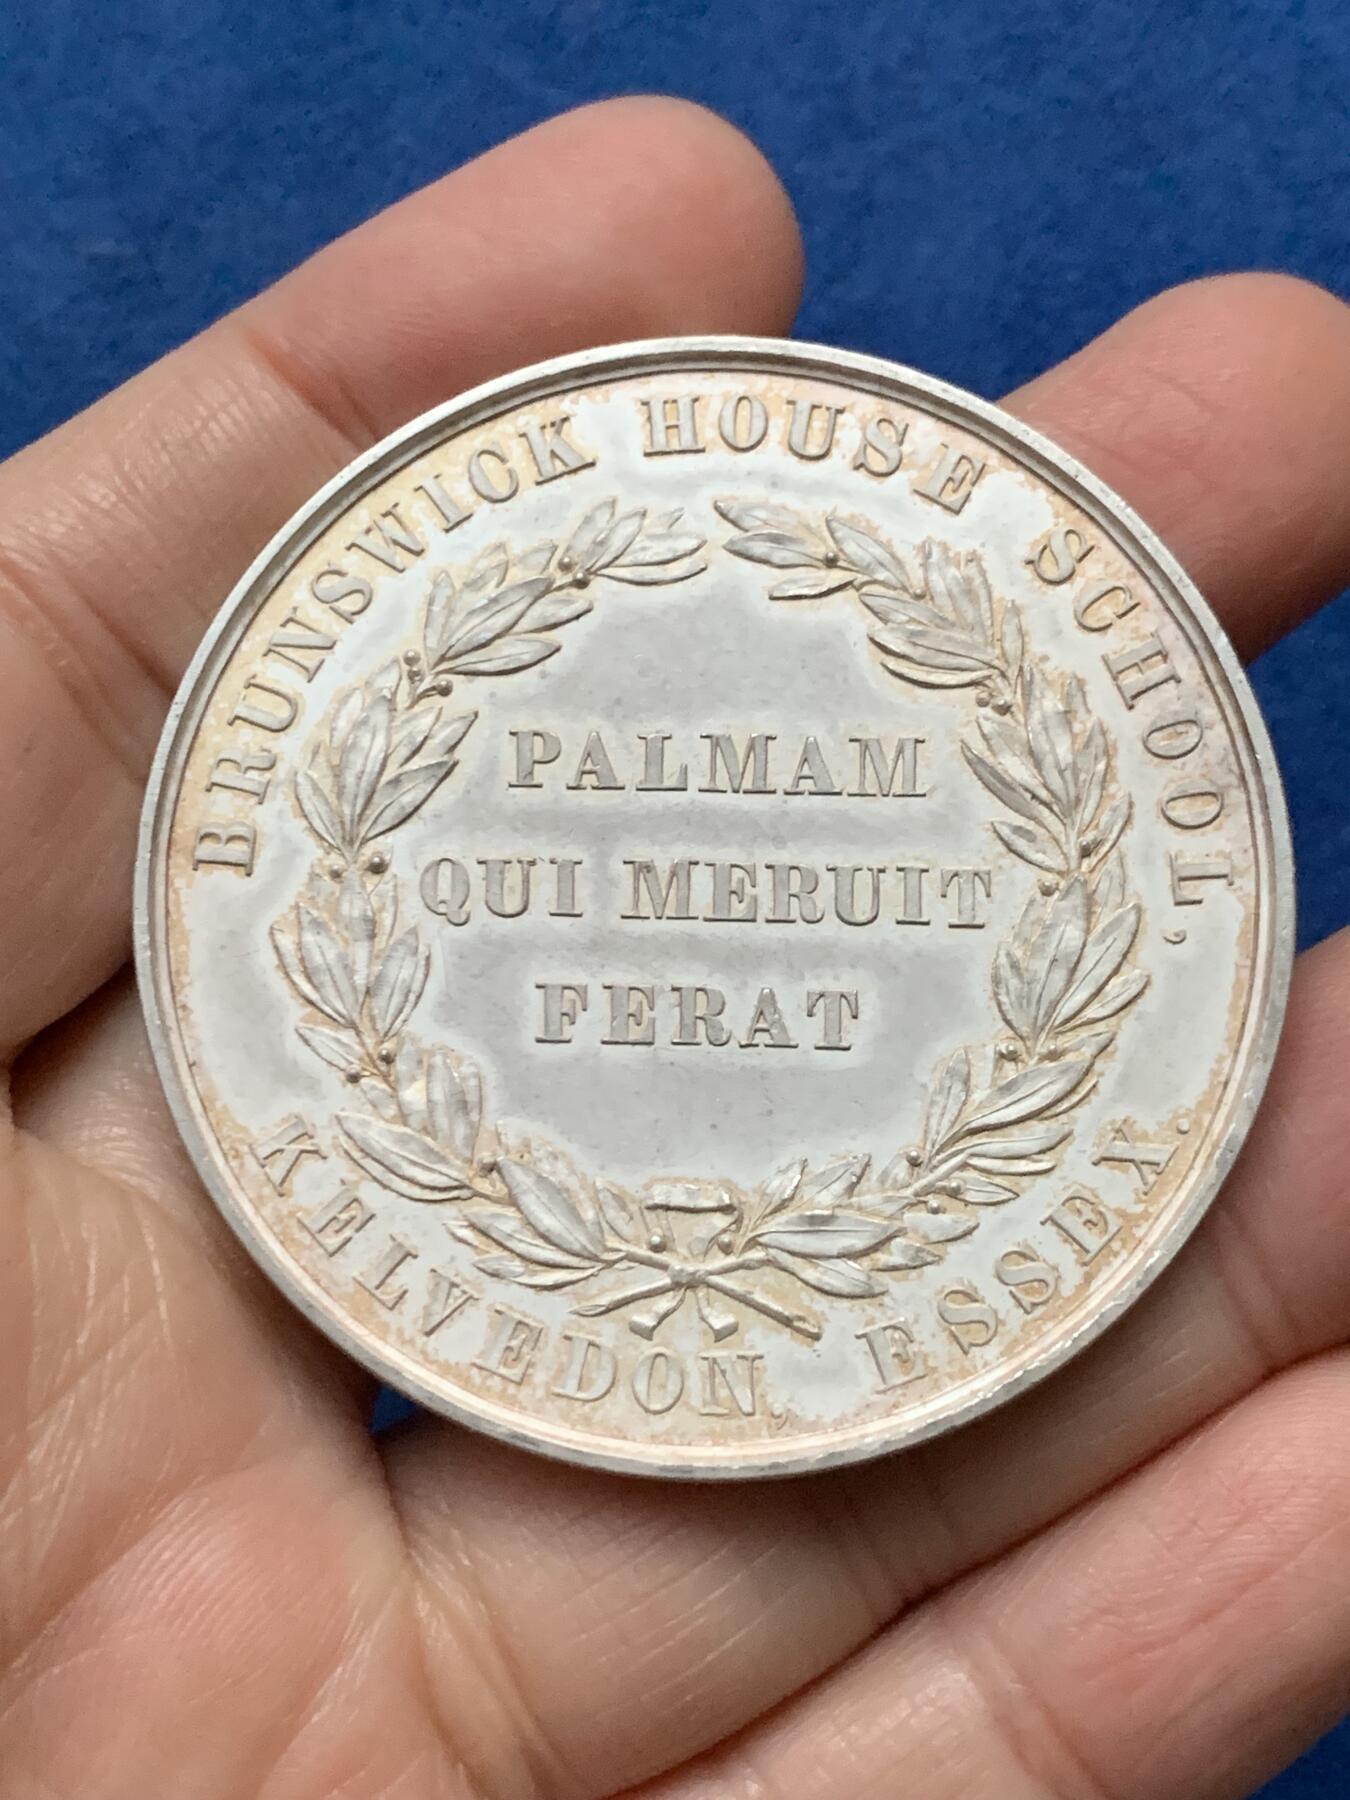 BRUNSWICK HOUSE SCHOOL,
PALMAM
QUI MERUIT
FERAT
KELVEDON, ESSEX.